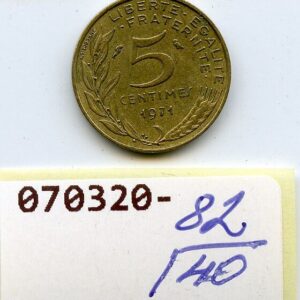 LIBERTE·EGALITE
FRATERNITE
5
CENTIMES
1971
070320- 82
140